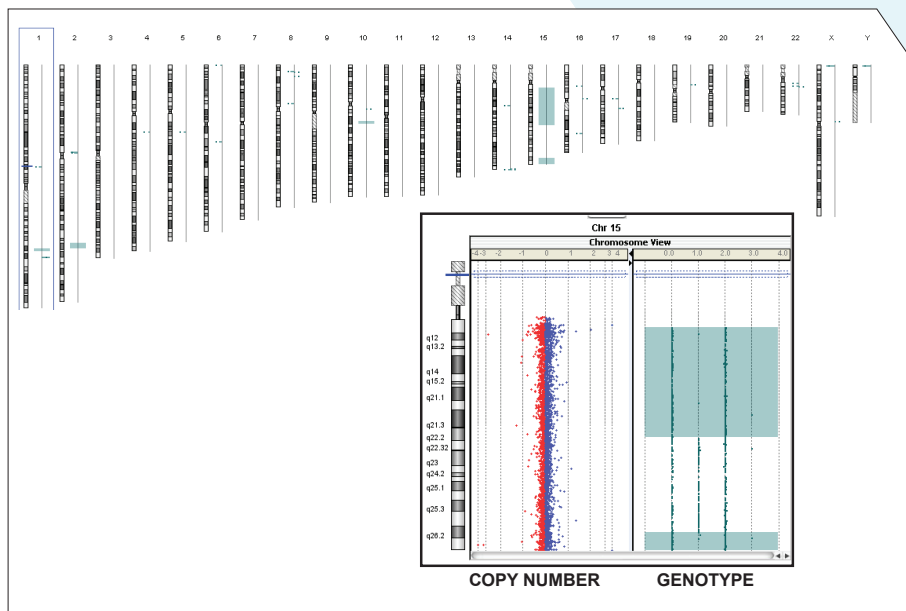 1 2 3 4 5 6 7 8 9 10 11 12 13 14 15 16 17 18 19 20 21 22 X Y
Chr 15
Chromosome View
-4 -3 -2 -1 0 1 2 3 4 0.0 1.0 2.0 3.0 4.0
q12
q13.2
q14
q15.2
q21.1
q21.3
q22.2
q22.32
q23
q24.2
q25.1
q25.3
q26.2
COPY NUMBER GENOTYPE